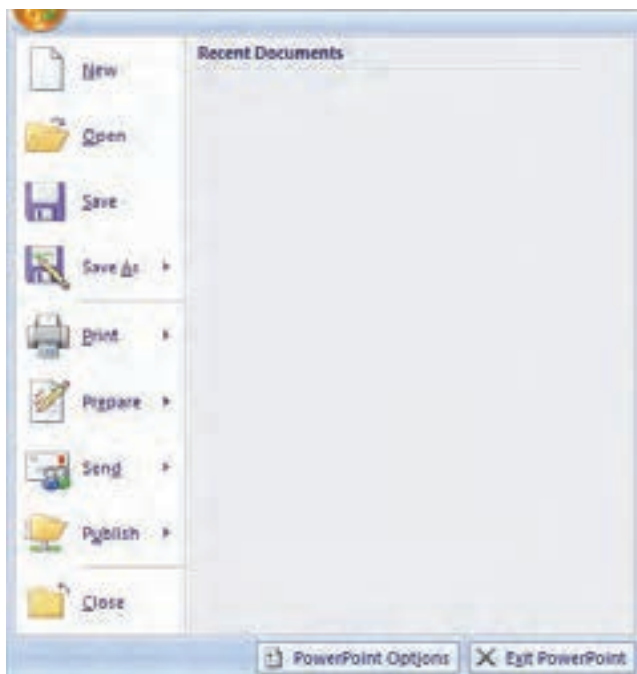 Recent Documents
New
Open
Save
Save As
Print
Prepare
Send
Publish
Close
PowerPoint Options
Exit PowerPoint